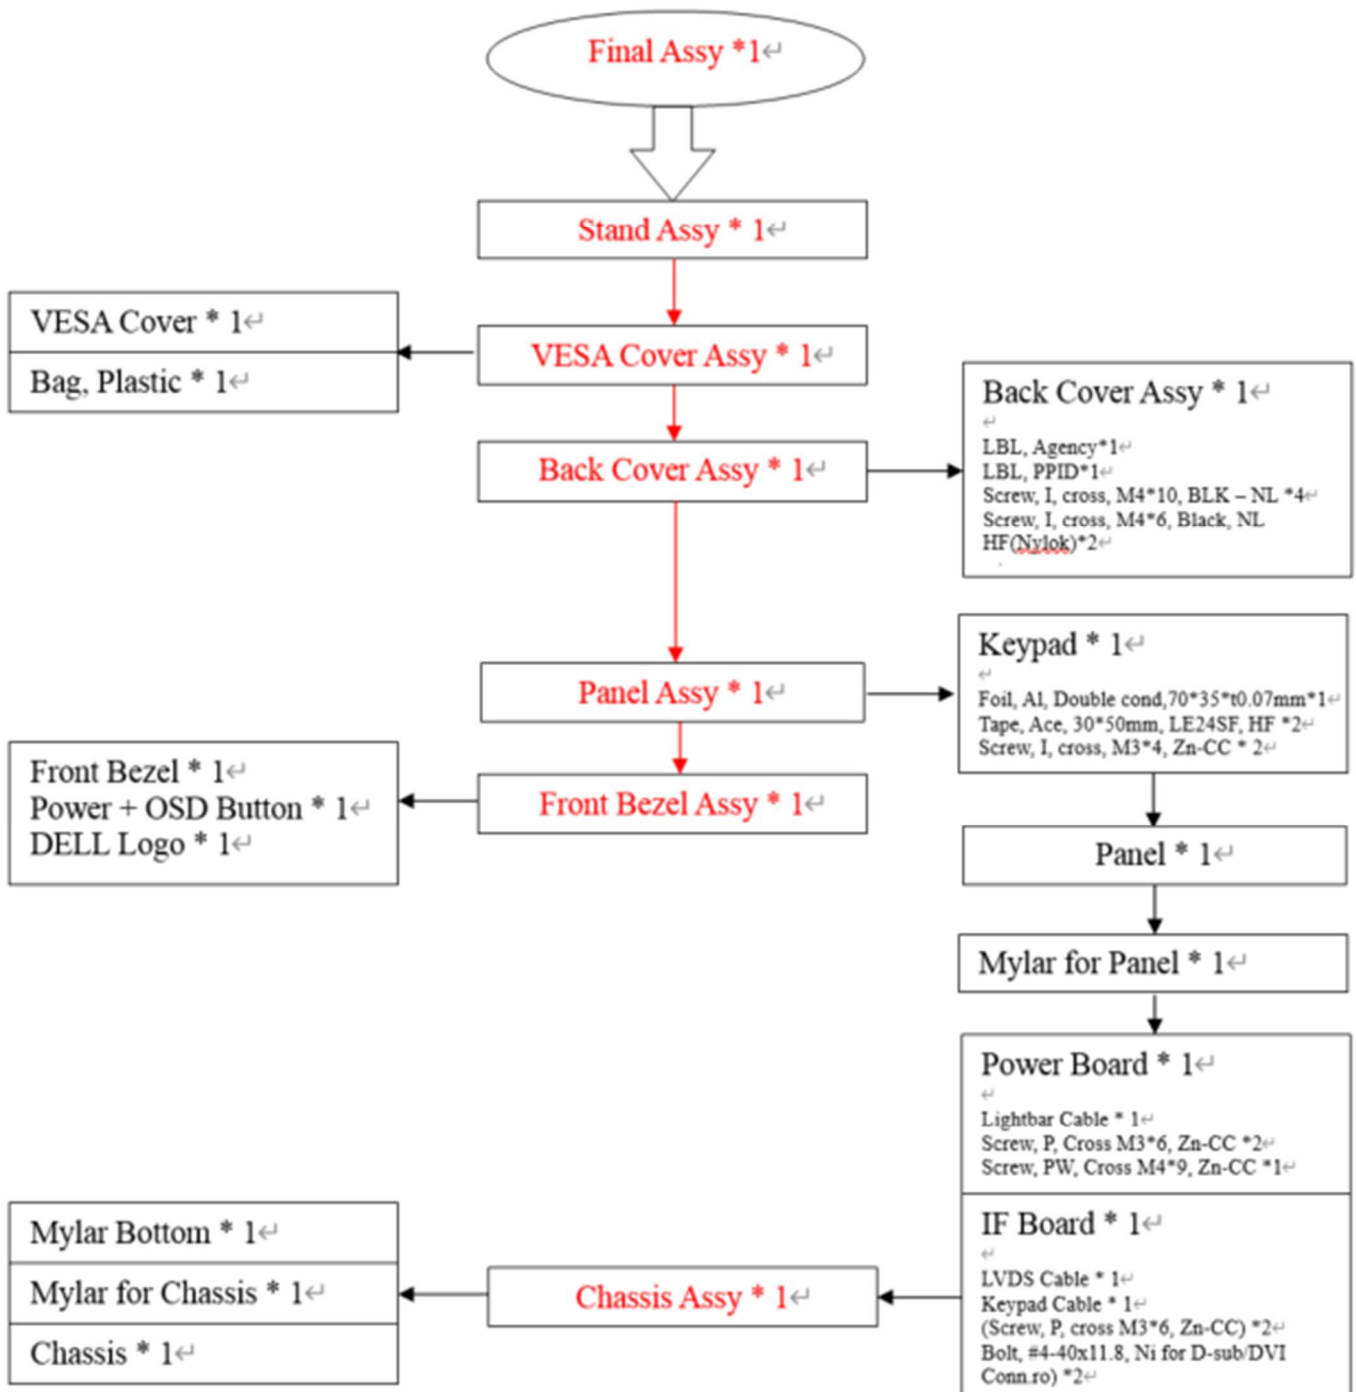 Final Assy *1↵
Stand Assy * 1↵
VESA Cover * 1↵
Bag, Plastic * 1↵
VESA Cover Assy * 1↵
Back Cover Assy * 1↵
Back Cover Assy * 1↵
↵
LBL, Agency*1↵
LBL, PPID*1↵
Screw, I, cross, M4*10, BLK – NL *4↵
Screw, I, cross, M4*6, Black, NL
HF(Nylok)*2↵
Panel Assy * 1↵
Keypad * 1↵
↵
Foil, Al, Double cond,70*35*t0.07mm*1↵
Tape, Ace, 30*50mm, LE24SF, HF *2↵
Screw, I, cross, M3*4, Zn-CC * 2↵
Front Bezel * 1↵
Power + OSD Button * 1↵
DELL Logo * 1↵
Front Bezel Assy * 1↵
Panel * 1↵
Mylar for Panel * 1↵
Power Board * 1↵
↵
Lightbar Cable * 1↵
Screw, P, Cross M3*6, Zn-CC *2↵
Screw, PW, Cross M4*9, Zn-CC *1↵
IF Board * 1↵
↵
LVDS Cable * 1↵
Keypad Cable * 1↵
(Screw, P, cross M3*6, Zn-CC) *2↵
Bolt, #4-40x11.8, Ni for D-sub/DVI
Conn.ro) *2↵
Chassis Assy * 1↵
Mylar Bottom * 1↵
Mylar for Chassis * 1↵
Chassis * 1↵